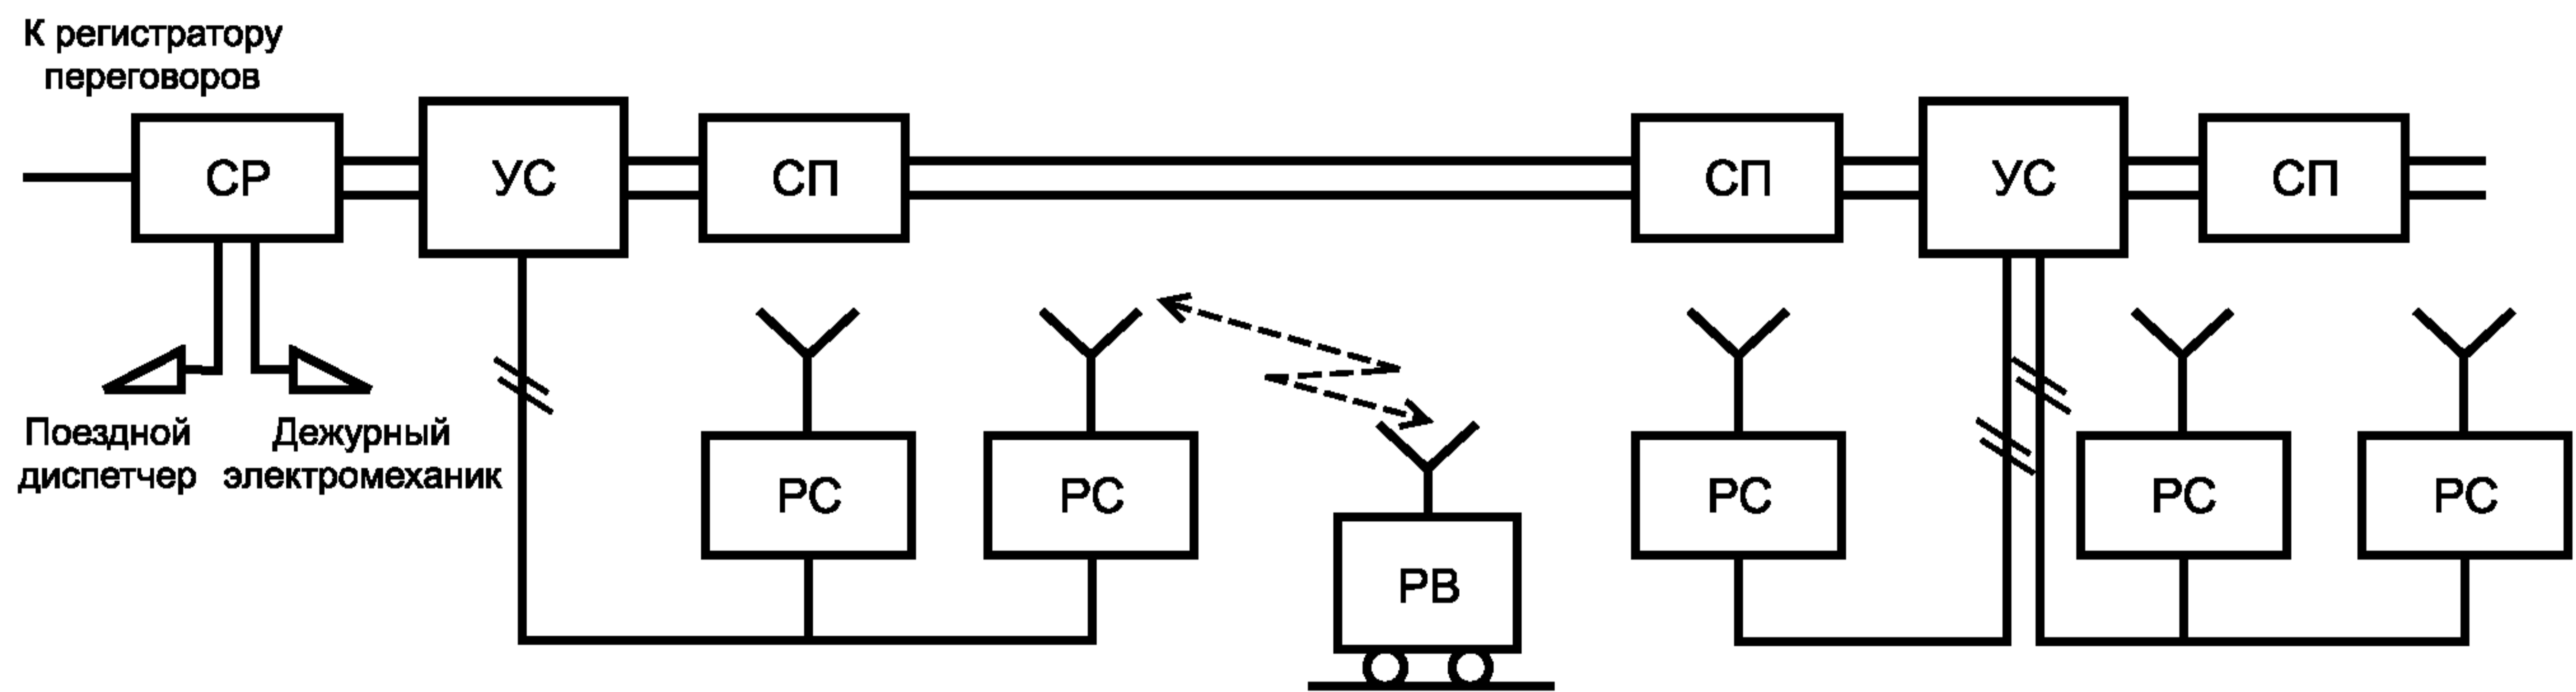 К регистратору
переговоров
СР
УС
СП
СП
УС
СП
Поездной
диспетчер
Дежурный
электромеханик
РС
РС
РВ
РС
РС
РС